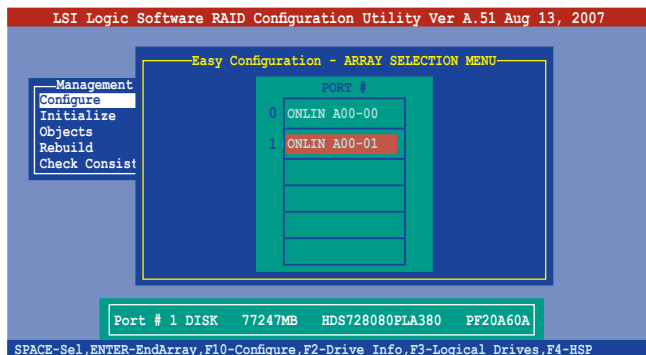 LSI Logic Software RAID Configuration Utility Ver A.51 Aug 13, 2007
Easy Configuration - ARRAY SELECTION MENU
Management
Configure
Initialize
Objects
Rebuild
Check Consist
PORT #
0 ONLIN A00-00
1 ONLIN A00-01
Port # 1 DISK 77247MB HDS728080PLA380 PF20A60A
SPACE-Sel,ENTER-EndArray,F10-Configure,F2-Drive Info,F3-Logical Drives,F4-HSP